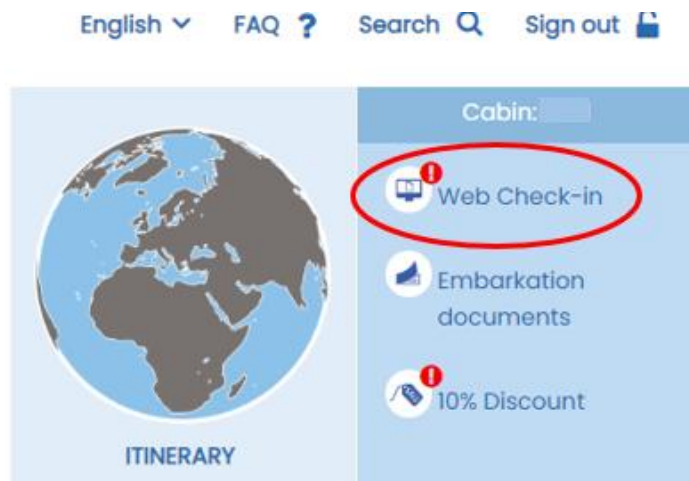 English FAQ ? Search Sign out
Cabin:
Web Check-in
Embarkation
documents
10% Discount
ITINERARY